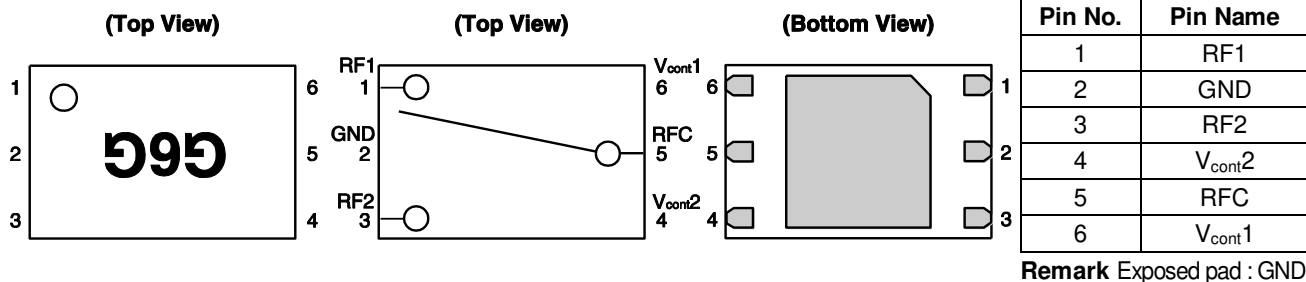 (Top View)
1
2
3
G6G
6
5
4
(Top View)
RF1
1
GND
2
RF2
3
Vcont1
6
RFC
5
Vcont2
4
(Bottom View)
6
5
4
1
2
3
Pin No. Pin Name
1 RF1
2 GND
3 RF2
4 Vcont2
5 RFC
6 Vcont1
Remark Exposed pad : GND